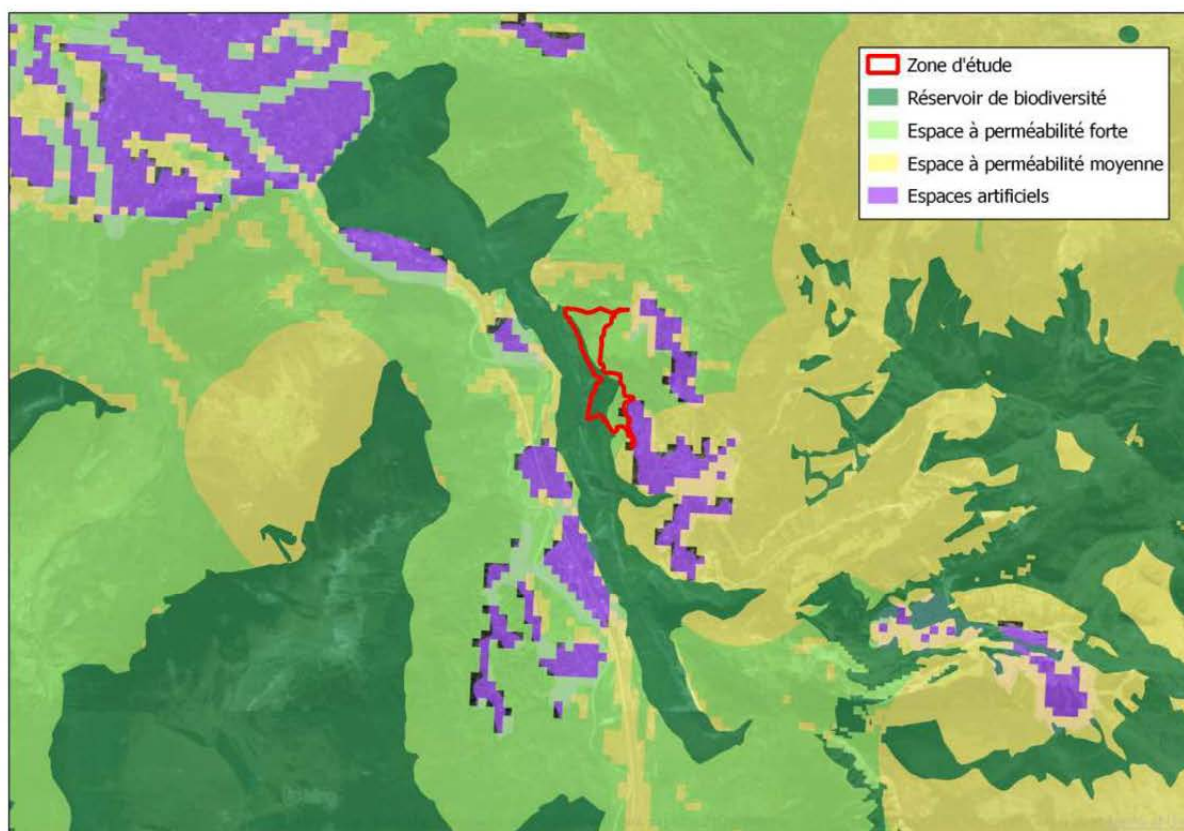 Zone d'étude
Réservoir de biodiversité
Espace à perméabilité forte
Espace à perméabilité moyenne
Espaces artificiels